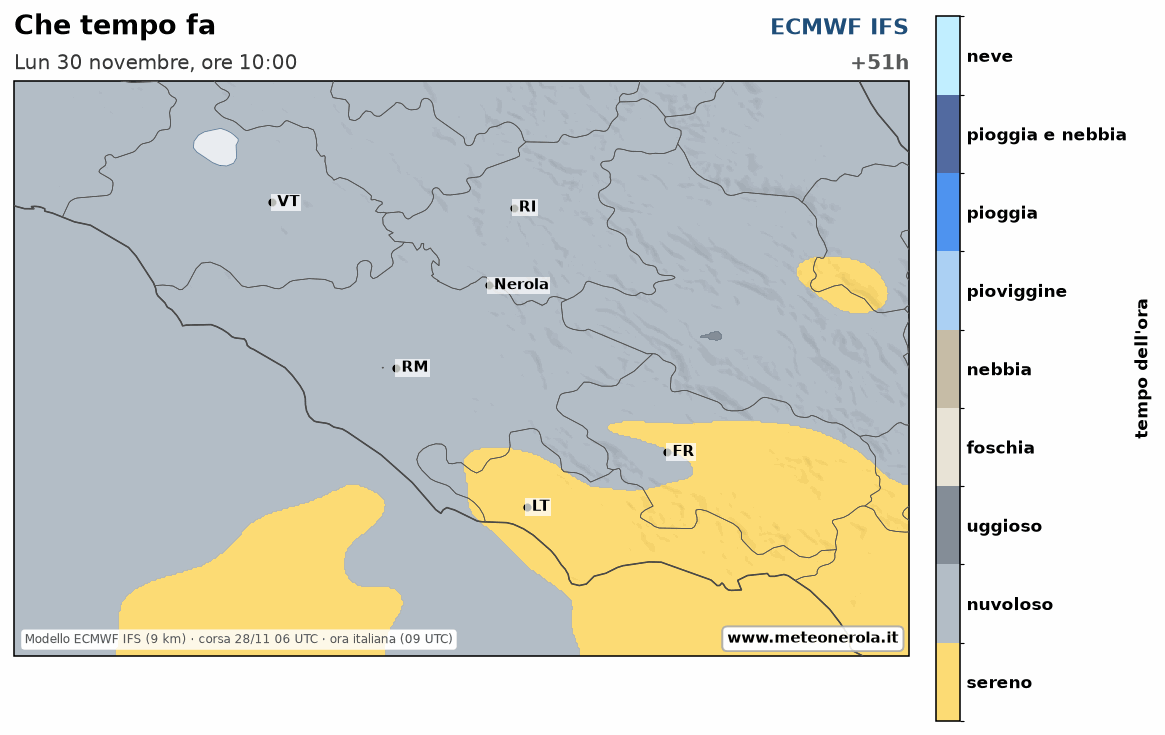 Che tempo fa
ECMWF IFS
Lun 30 novembre, ore 10:00
+51h
VT
RI
Nerola
RM
FR
LT
Modello ECMWF IFS (9 km) · corsa 28/11 06 UTC · ora italiana (09 UTC)
www.meteonerola.it
neve
pioggia e nebbia
pioggia
pioviggine
nebbia
foschia
uggioso
nuvoloso
sereno
tempo dell'ora